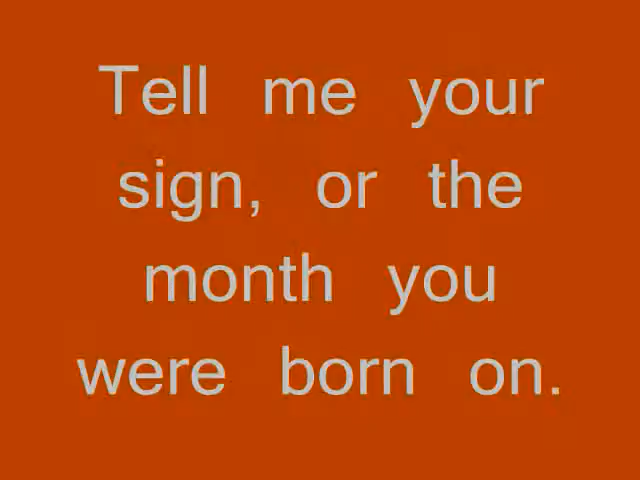 Tell me your
sign, or the
month you
were born on.